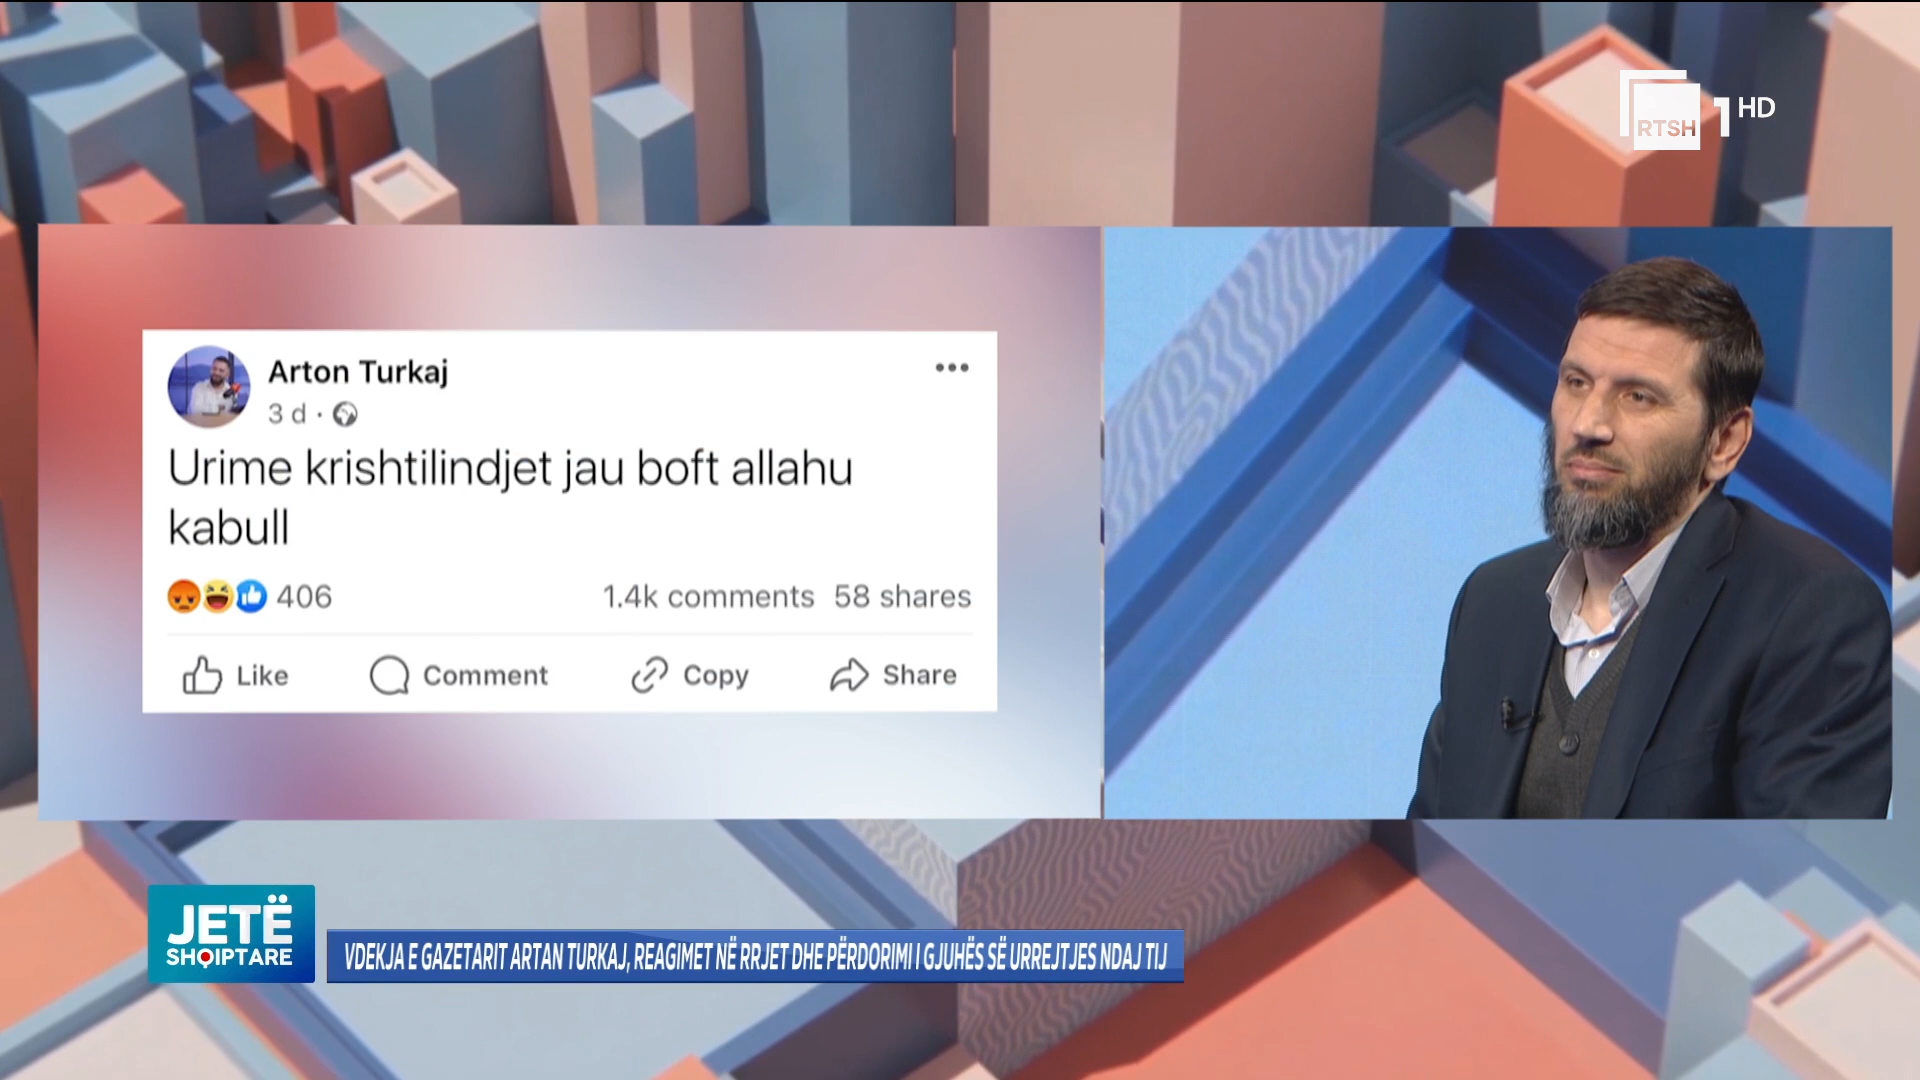 RTSH 1 HD
Arton Turkaj
3 d ·
Urime krishtilindjet jau boft allahu
kabull
406 1.4k comments 58 shares
Like Comment Copy Share
JETË
SHQIPTARE
VDEKJA E GAZETARIT ARTAN TURKAJ, REAGIMET NË RRJET DHE PËRDORIMI I GJUHËS SË URREJTJES NDAJ TIJ